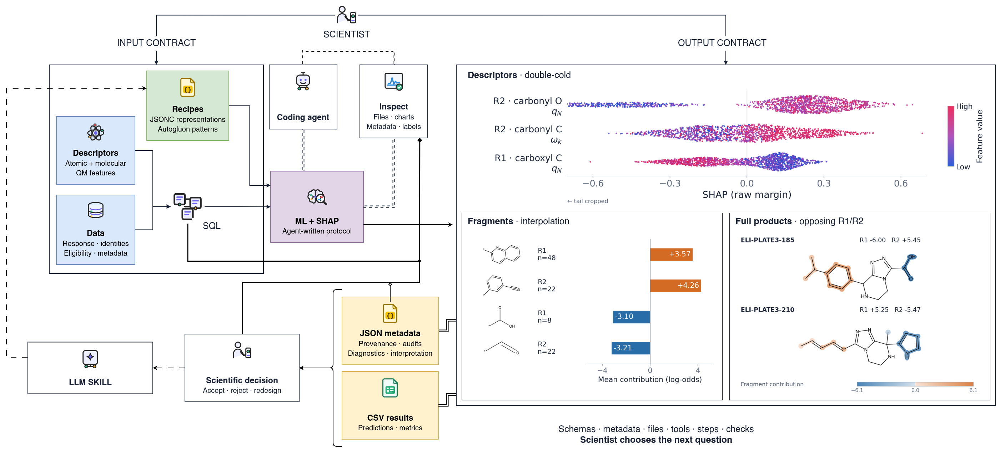 SCIENTIST
INPUT CONTRACT
OUTPUT CONTRACT
Recipes
JSONC representations
Autogluon patterns
Descriptors
Atomic + molecular
QM features
Data
Response · identities
Eligibility · metadata
SQL
Coding agent
Inspect
Files · charts
Metadata · labels
ML + SHAP
Agent-written protocol
LLM SKILL
Scientific decision
Accept · reject · redesign
JSON metadata
Provenance · audits
Diagnostics · interpretation
CSV results
Predictions · metrics
Descriptors · double-cold
R2 · carbonyl O
qN
R2 · carbonyl C
ωk
R1 · carboxyl C
qN
−0.6 −0.3 0.0 0.3 0.6
SHAP (raw margin)
← tail cropped
High
Low
Feature value
Fragments · interpolation
N
R1
n=48
+3.57
N
R2
n=22
+4.26
O
OH
R1
n=8
-3.10
O
R2
n=22
-3.21
−4 0 4
Mean contribution (log-odds)
Full products · opposing R1/R2
ELI-PLATE3-185 R1 -6.00 R2 +5.45
OH
N N
O
N
HN
ELI-PLATE3-210 R1 +5.25 R2 -5.47
N N
N
NH
N
H
Fragment contribution
−6.1 0.0 6.1
Schemas · metadata · files · tools · steps · checks
Scientist chooses the next question